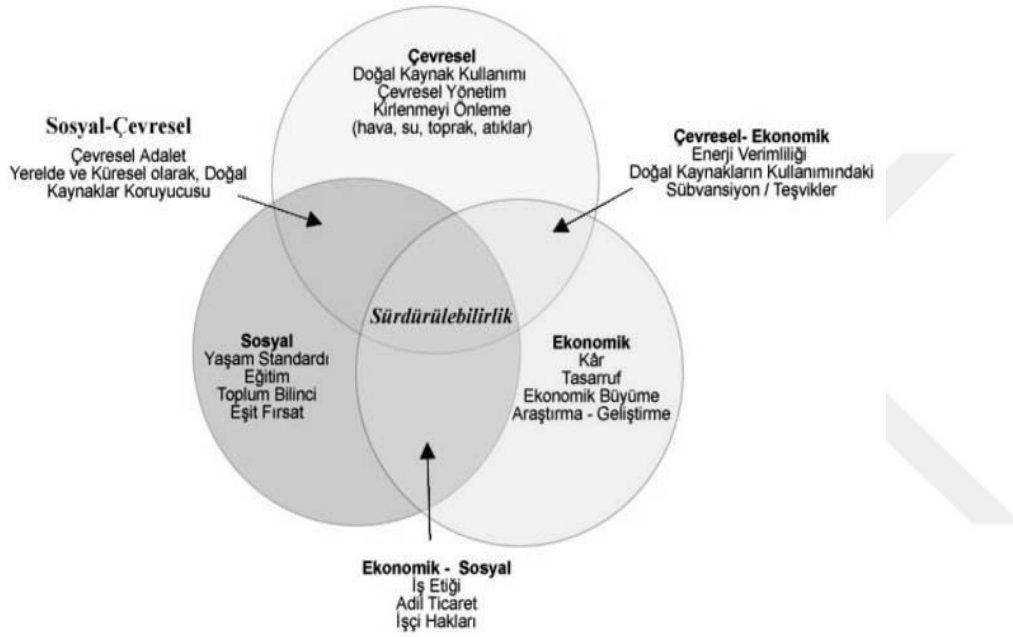 Çevresel
Doğal Kaynak Kullanımı
Çevresel Yönetim
Kirlenmeyi Önleme
(hava, su, toprak, atıklar)
Sosyal-Çevresel
Çevresel Adalet
Yerelde ve Küresel olarak, Doğal
Kaynaklar Koruyucusu
Çevresel- Ekonomik
Enerji Verimliliği
Doğal Kaynakların Kullanımındaki
Sübvansiyon / Teşvikler
Sürdürülebilirlik
Sosyal
Yaşam Standardı
Eğitim
Toplum Bilinci
Eşit Fırsat
Ekonomik
Kâr
Tasarruf
Ekonomik Büyüme
Araştırma - Geliştirme
Ekonomik - Sosyal
İş Etiği
Adil Ticaret
İşçi Hakları